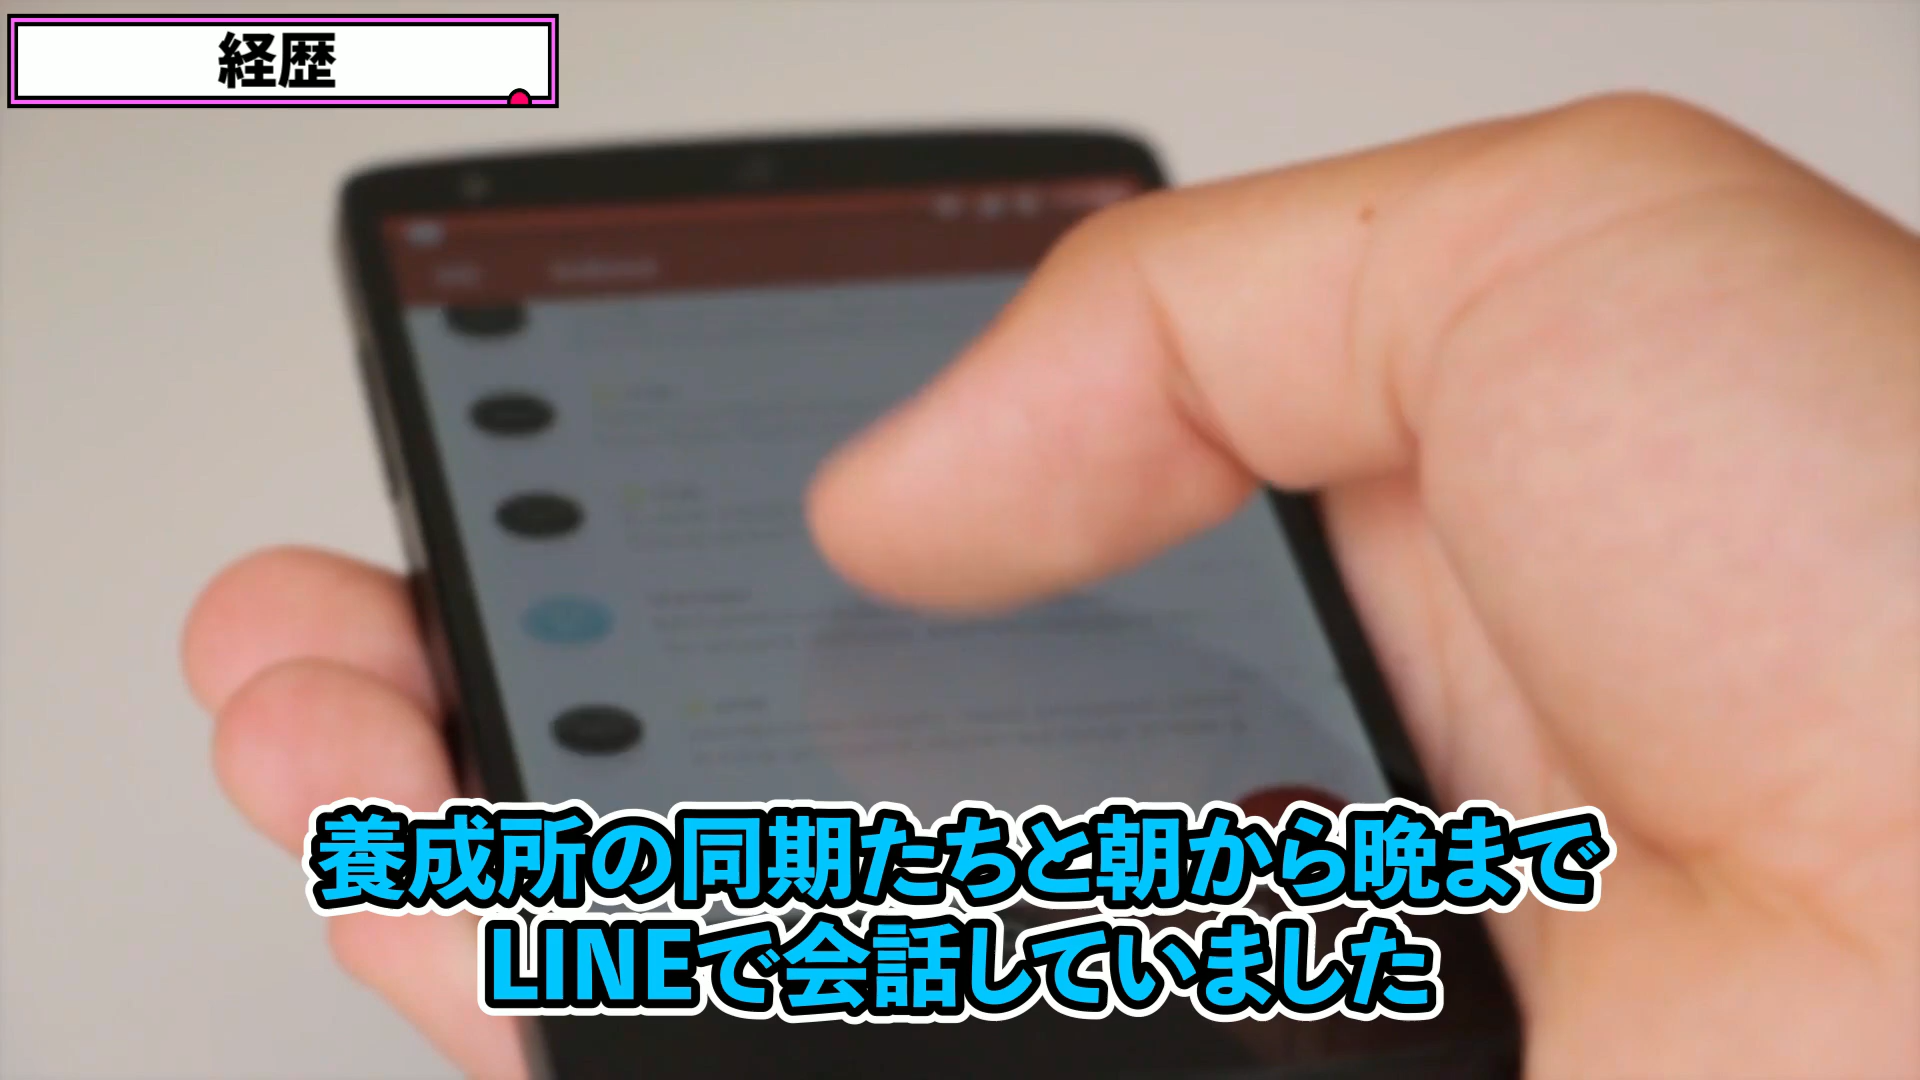 経歴
養成所の同期たちと朝から晩まで
LINEで会話していました